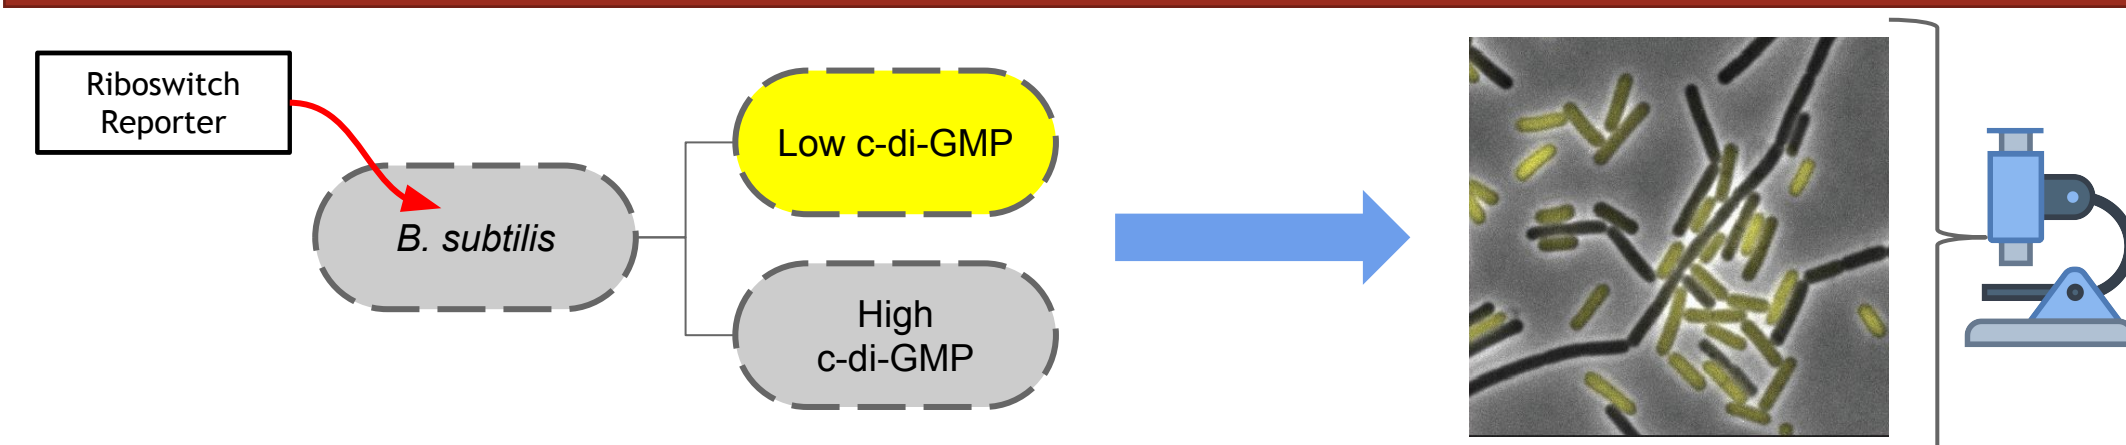 Riboswitch
Reporter
B. subtilis
Low c-di-GMP
High
c-di-GMP